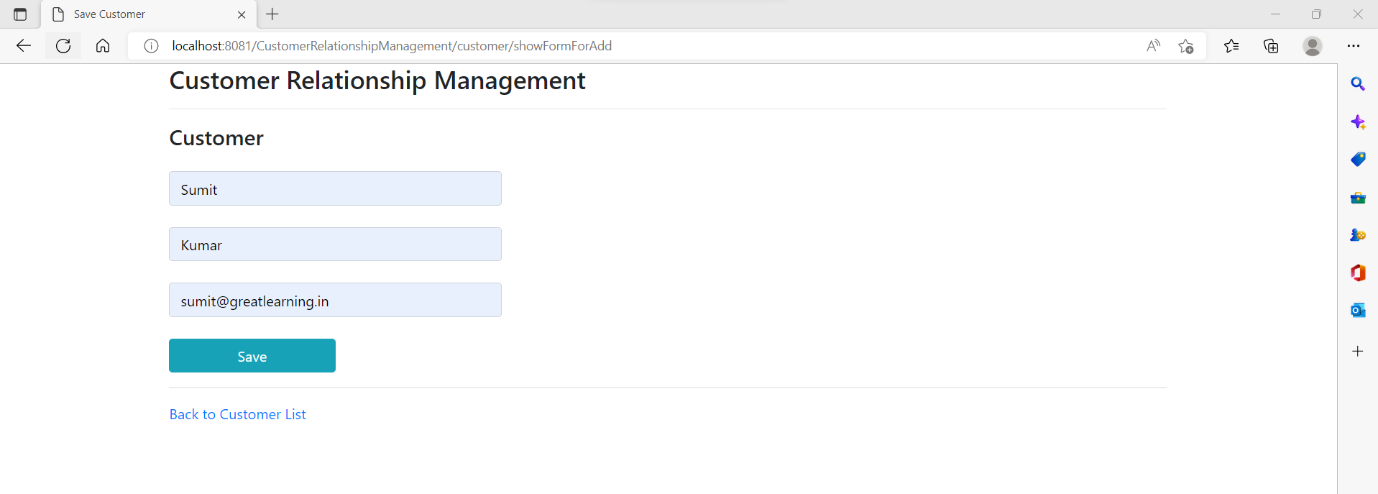 Save Customer
localhost:8081/CustomerRelationshipManagement/customer/showFormForAdd
Customer Relationship Management
Customer
Sumit
Kumar
sumit@greatlearning.in
Save
Back to Customer List